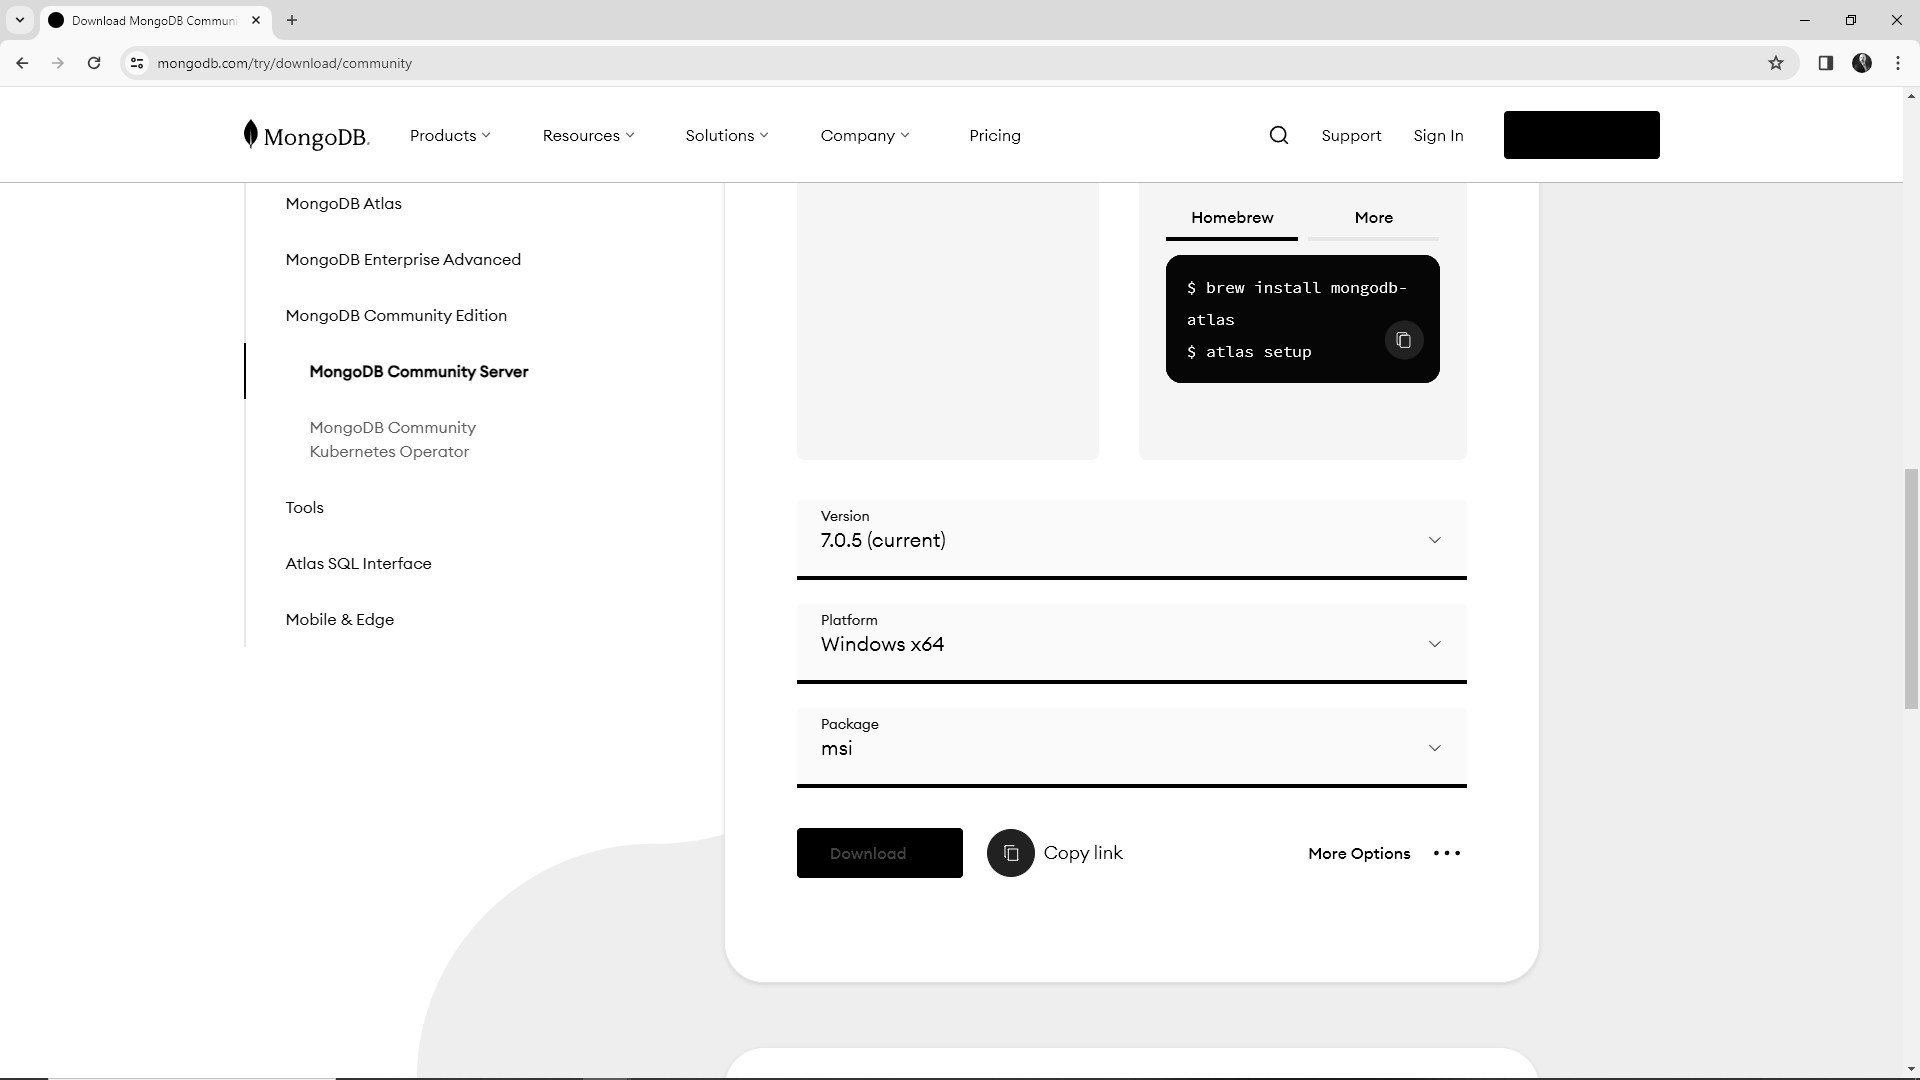 Download MongoDB Communi
mongodb.com/try/download/community
MongoDB.
Products
Resources
Solutions
Company
Pricing
Support
Sign In
MongoDB Atlas
MongoDB Enterprise Advanced
MongoDB Community Edition
MongoDB Community Server
MongoDB Community
Kubernetes Operator
Tools
Atlas SQL Interface
Mobile & Edge
Homebrew
More
$ brew install mongodb-
atlas
$ atlas setup
Version
7.0.5 (current)
Platform
Windows x64
Package
msi
Download
Copy link
More Options